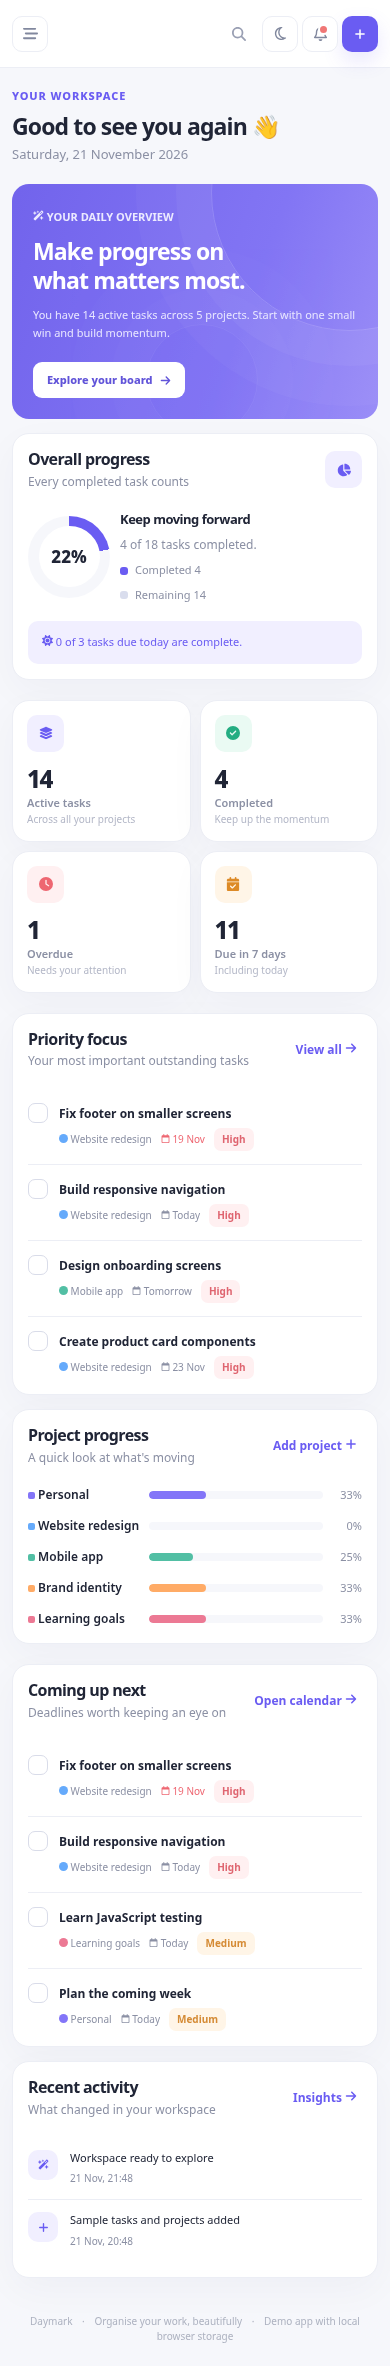 YOUR WORKSPACE
Good to see you again 👋
Saturday, 21 November 2026
YOUR DAILY OVERVIEW
Make progress on
what matters most.
You have 14 active tasks across 5 projects. Start with one small
win and build momentum.
Explore your board
Overall progress
Every completed task counts
22%
Keep moving forward
4 of 18 tasks completed.
Completed 4
Remaining 14
0 of 3 tasks due today are complete.
14
Active tasks
Across all your projects
4
Completed
Keep up the momentum
1
Overdue
Needs your attention
11
Due in 7 days
Including today
Priority focus
Your most important outstanding tasks
View all
Fix footer on smaller screens
Website redesign 19 Nov High
Build responsive navigation
Website redesign Today High
Design onboarding screens
Mobile app Tomorrow High
Create product card components
Website redesign 23 Nov High
Project progress
A quick look at what's moving
Add project
Personal 33%
Website redesign 0%
Mobile app 25%
Brand identity 33%
Learning goals 33%
Coming up next
Deadlines worth keeping an eye on
Open calendar
Fix footer on smaller screens
Website redesign 19 Nov High
Build responsive navigation
Website redesign Today High
Learn JavaScript testing
Learning goals Today Medium
Plan the coming week
Personal Today Medium
Recent activity
What changed in your workspace
Insights
Workspace ready to explore
21 Nov, 21:48
Sample tasks and projects added
21 Nov, 20:48
Daymark · Organise your work, beautifully · Demo app with local
browser storage